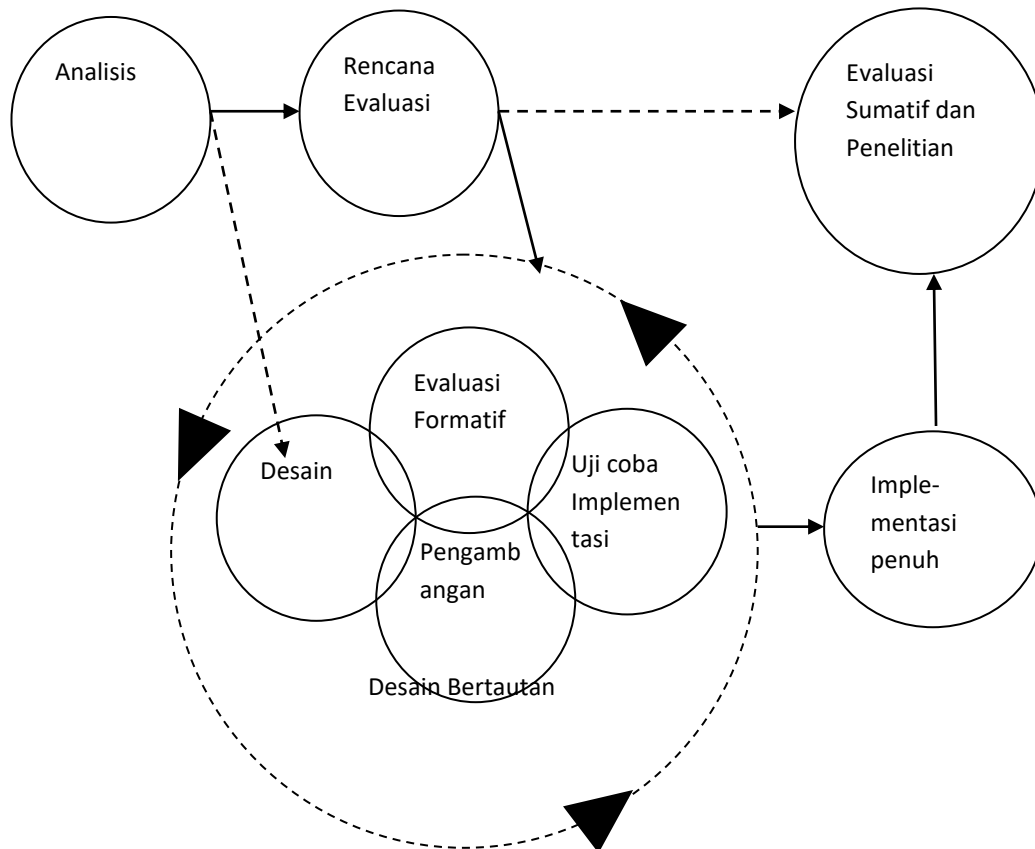 Analisis
Rencana
Evaluasi
Evaluasi
Sumatif dan
Penelitian
Evaluasi
Formatif
Desain
Uji coba
Implemen
tasi
Pengamb
angan
Desain Bertautan
Imple-
mentasi
penuh